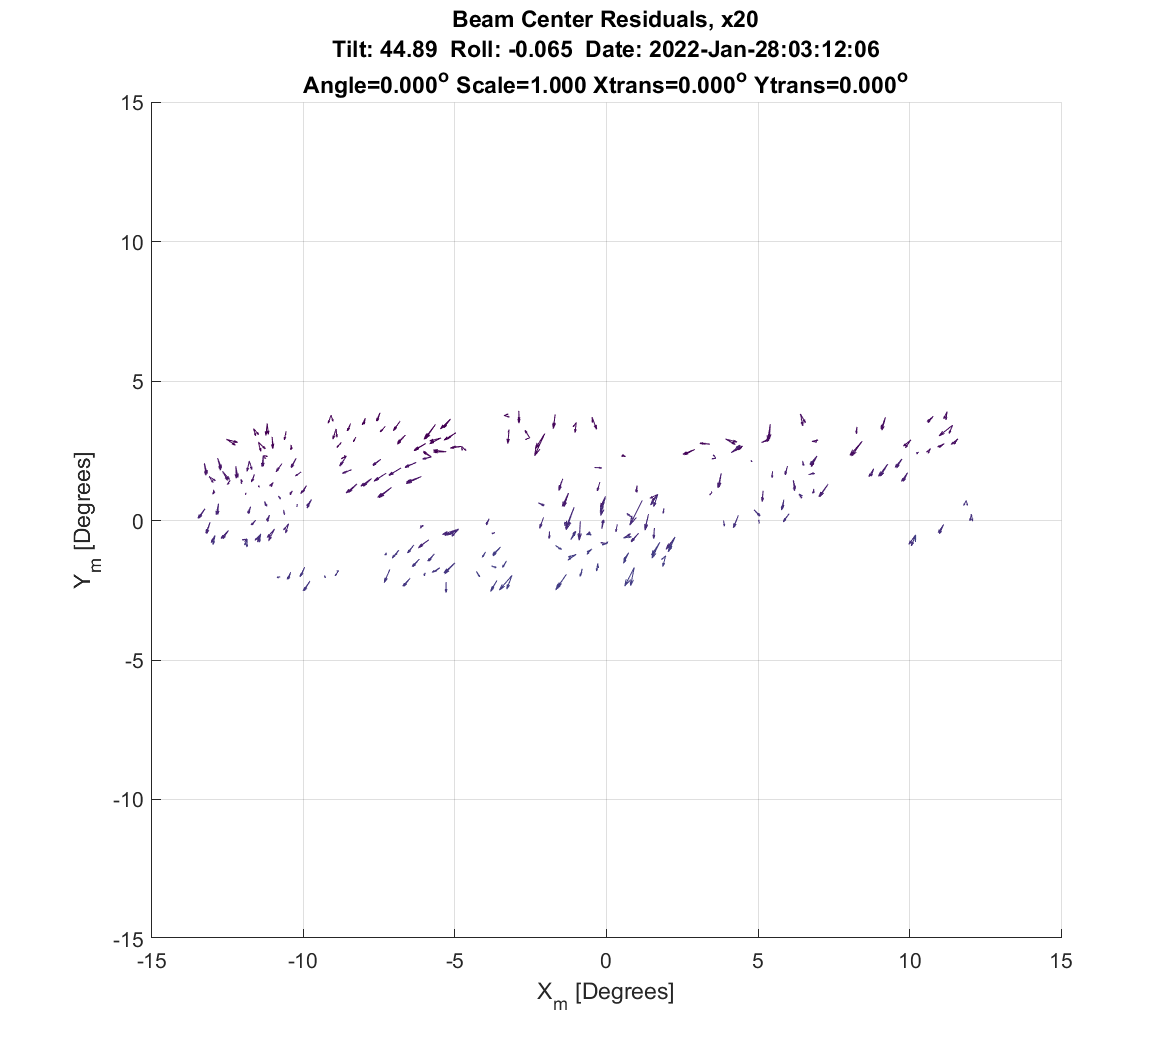 Beam Center Residuals, x20
Tilt: 44.89 Roll: -0.065 Date: 2022-Jan-28:03:12:06
Angle=0.000° Scale=1.000 Xtrans=0.000° Ytrans=0.000°
15
10
5
0
-5
-10
-15
Y_m [Degrees]
-15 -10 -5 0 5 10 15
X_m [Degrees]